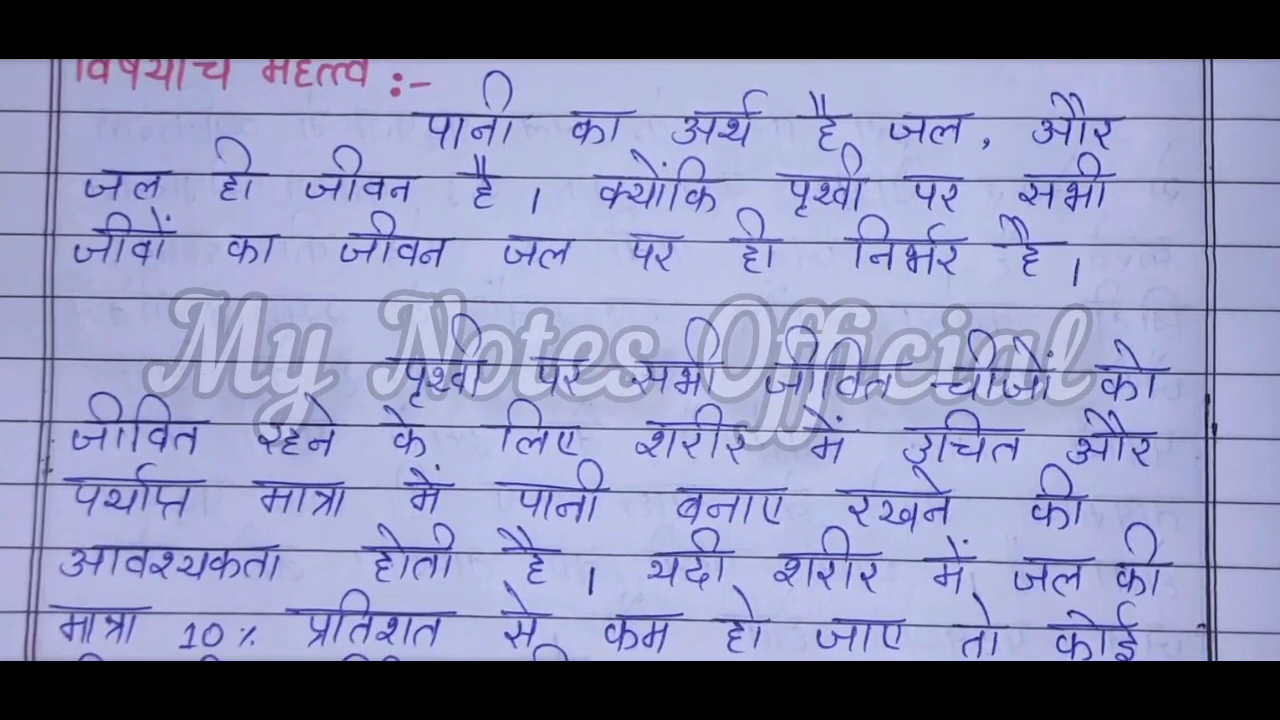 विषयाचे महत्त्व :-
पानी का अर्थ है जल, और
जल ही जीवन है। क्योंकि पृथ्वी पर सभी
जीवों का जीवन जल पर ही निर्भर है।
My Notes Official
पृथ्वी पर सभी जीवित चीजों को
जीवित रहने के लिए शरीर में उचित और
पर्याप्त मात्रा में पानी बनाए रखने की
आवश्यकता होती है। यदी शरीर में जल की
मात्रा 10% प्रतिशत से कम हो जाए तो कोई